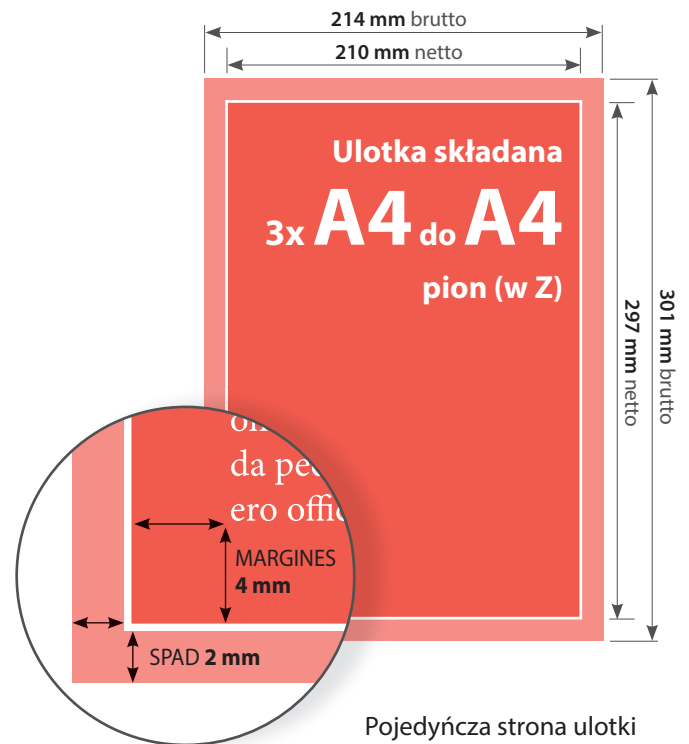 214 mm brutto
210 mm netto
Ulotka składana
3x A4 do A4
pion (w Z)
301 mm brutto
297 mm netto
da pe
ero offic
MARGINES
4 mm
SPAD 2 mm
Pojedyńcza strona ulotki